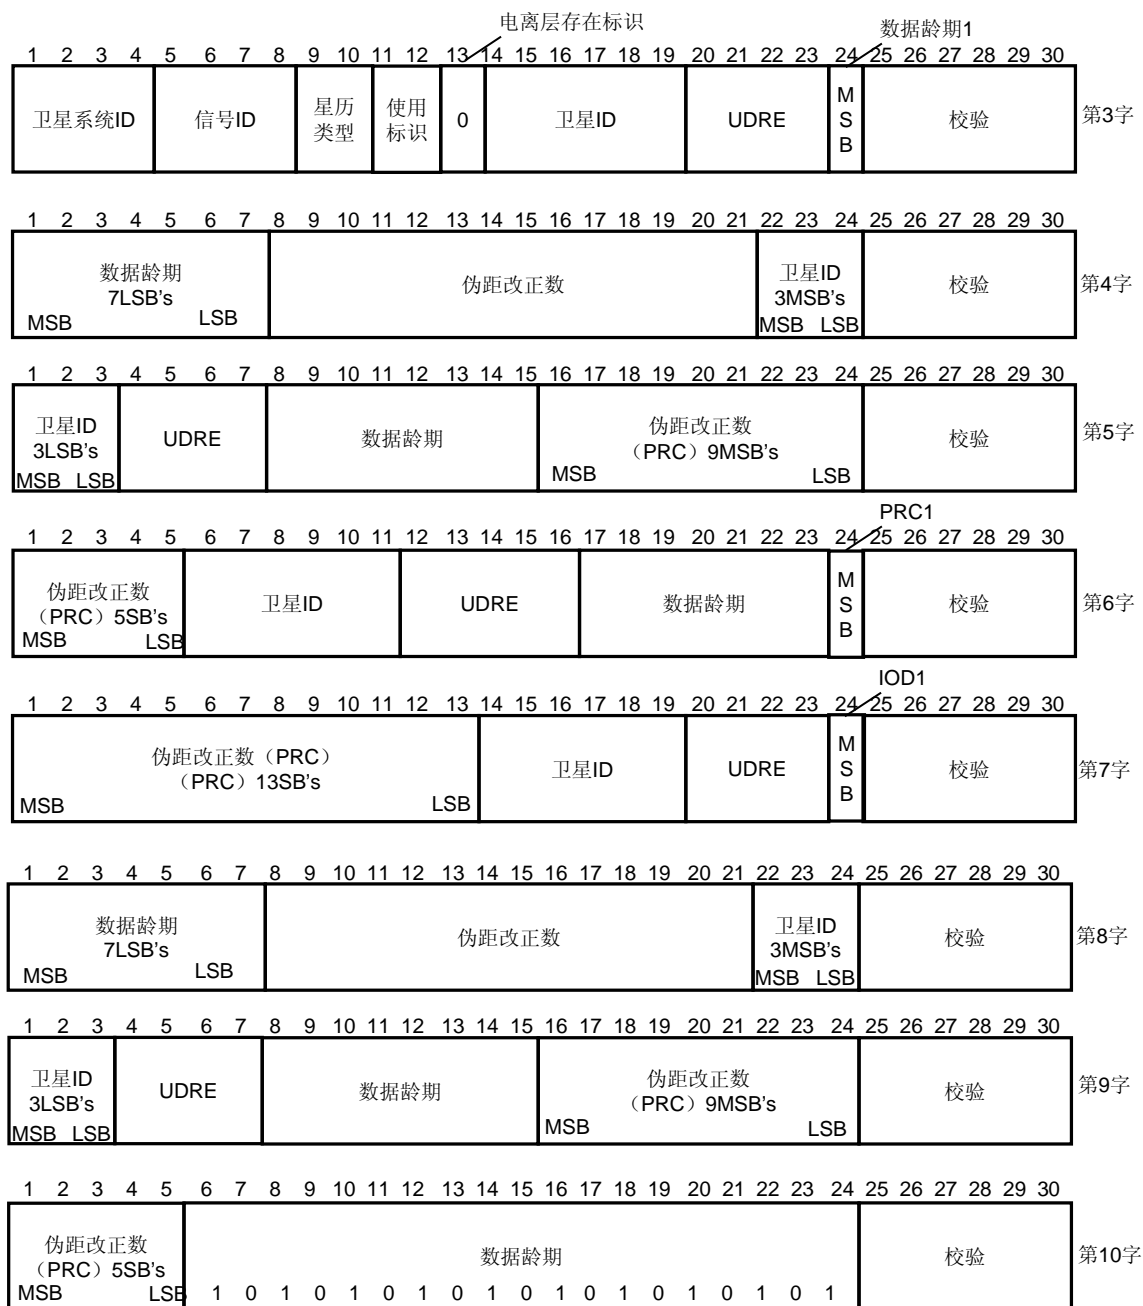 电离层存在标识
数据龄期1
1 2 3 4 5 6 7 8 9 10 11 12 13 14 15 16 17 18 19 20 21 22 23 24 25 26 27 28 29 30
卫星系统ID 信号ID 星历类型 使用标识 0 卫星ID UDRE MSB 校验 第3字
1 2 3 4 5 6 7 8 9 10 11 12 13 14 15 16 17 18 19 20 21 22 23 24 25 26 27 28 29 30
数据龄期 伪距改正数 卫星ID 校验 第4字
7LSB's 3MSB's
MSB LSB MSB LSB
1 2 3 4 5 6 7 8 9 10 11 12 13 14 15 16 17 18 19 20 21 22 23 24 25 26 27 28 29 30
卫星ID UDRE 数据龄期 伪距改正数 校验 第5字
3LSB's （PRC）9MSB's
MSB LSB MSB LSB
PRC1
1 2 3 4 5 6 7 8 9 10 11 12 13 14 15 16 17 18 19 20 21 22 23 24 25 26 27 28 29 30
伪距改正数 卫星ID UDRE 数据龄期 MSB 校验 第6字
（PRC）5SB's
MSB LSB
IOD1
1 2 3 4 5 6 7 8 9 10 11 12 13 14 15 16 17 18 19 20 21 22 23 24 25 26 27 28 29 30
伪距改正数（PRC） 卫星ID UDRE MSB 校验 第7字
（PRC）13SB's
MSB LSB
1 2 3 4 5 6 7 8 9 10 11 12 13 14 15 16 17 18 19 20 21 22 23 24 25 26 27 28 29 30
数据龄期 伪距改正数 卫星ID 校验 第8字
7LSB's 3MSB's
MSB LSB MSB LSB
1 2 3 4 5 6 7 8 9 10 11 12 13 14 15 16 17 18 19 20 21 22 23 24 25 26 27 28 29 30
卫星ID UDRE 数据龄期 伪距改正数 校验 第9字
3LSB's （PRC）9MSB's
MSB LSB MSB LSB
1 2 3 4 5 6 7 8 9 10 11 12 13 14 15 16 17 18 19 20 21 22 23 24 25 26 27 28 29 30
伪距改正数 数据龄期 校验 第10字
（PRC）5SB's
MSB LSB 1 0 1 0 1 0 1 0 1 0 1 0 1 0 1 0 1 0 1